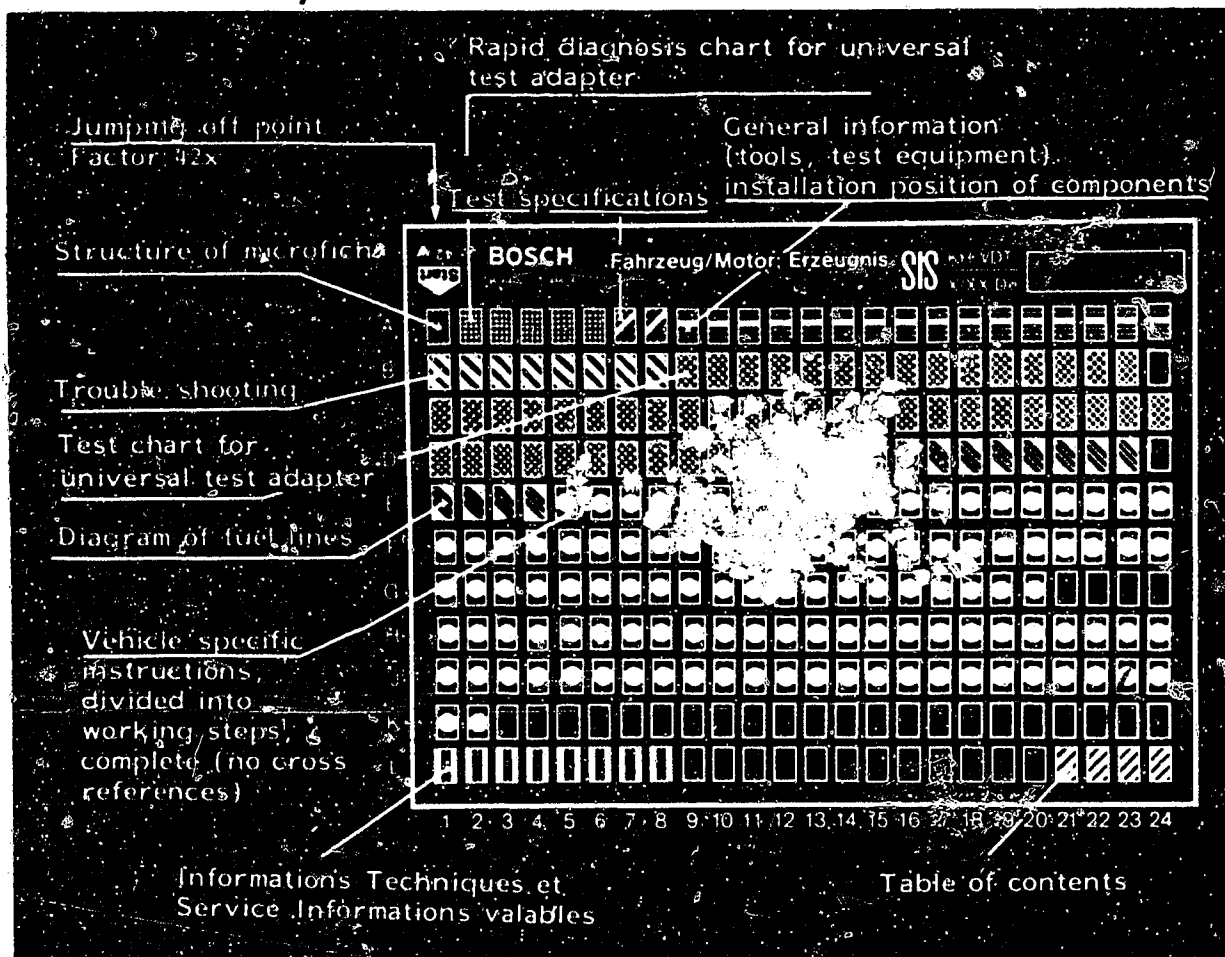 Rapid diagnosis chart for universal
test adapter
Jumping off point
Factor 42x
General information
(tools, test equipment)
installation position of components
Test specifications
Structure of microfiche
Start
42x
BOSCH
Fahrzeug/Motor: Erzeugnis
SIS
A
B
Trouble shooting
Test chart for
universal test adapter
D
Diagram of fuel lines
F
G
H
Vehicle specific
instructions,
divided into
working steps,
complete (no cross
references)
K
L
1 2 3 4 5 6 7 8 9 10 11 12 13 14 15 16 17 18 19 20 21 22 23 24
Informations Techniques et
Service Informations valables
Table of contents